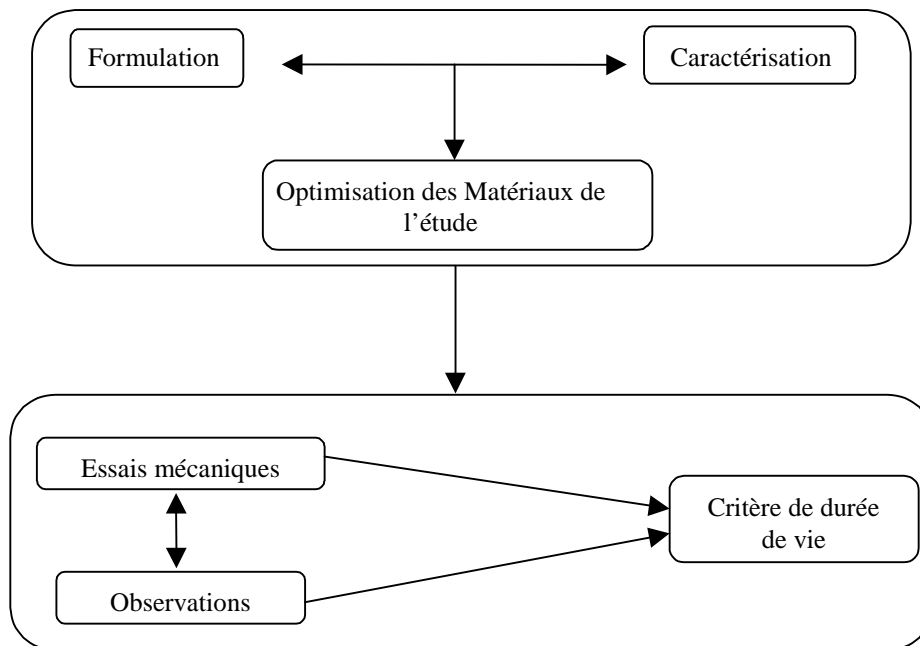 Formulation
Caractérisation
Optimisation des Matériaux de
l’étude
Essais mécaniques
Critère de durée
de vie
Observations